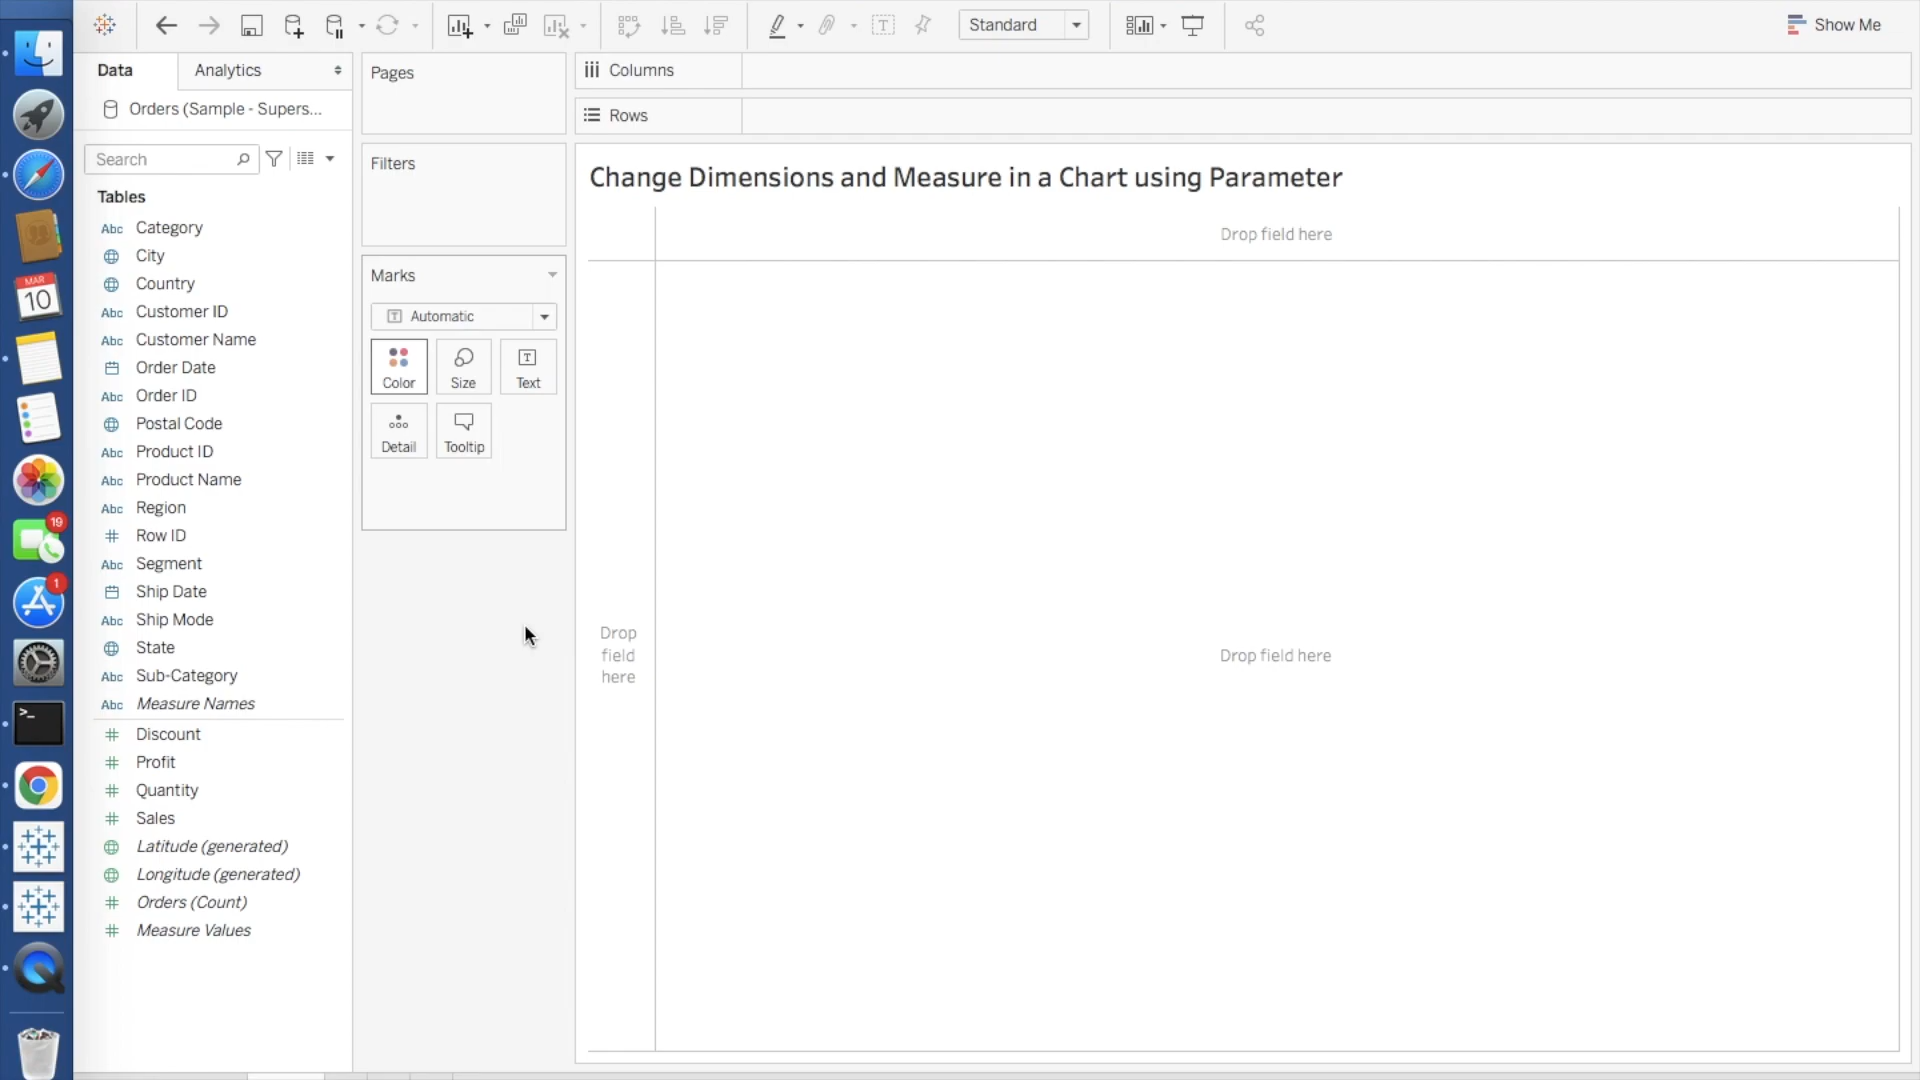 Standard
Show Me
Data
Analytics
Orders (Sample - Supers...
Search
Tables
Abc Category
City
Country
Abc Customer ID
Abc Customer Name
Order Date
Abc Order ID
Postal Code
Abc Product ID
Abc Product Name
Abc Region
# Row ID
Abc Segment
Ship Date
Abc Ship Mode
State
Abc Sub-Category
Abc Measure Names
# Discount
# Profit
# Quantity
# Sales
Latitude (generated)
Longitude (generated)
# Orders (Count)
# Measure Values
Pages
Filters
Marks
T Automatic
Color
Size
T
Text
Detail
Tooltip
Columns
Rows
Change Dimensions and Measure in a Chart using Parameter
Drop field here
Drop
field
here
Drop field here
MAR
10
19
1
>_